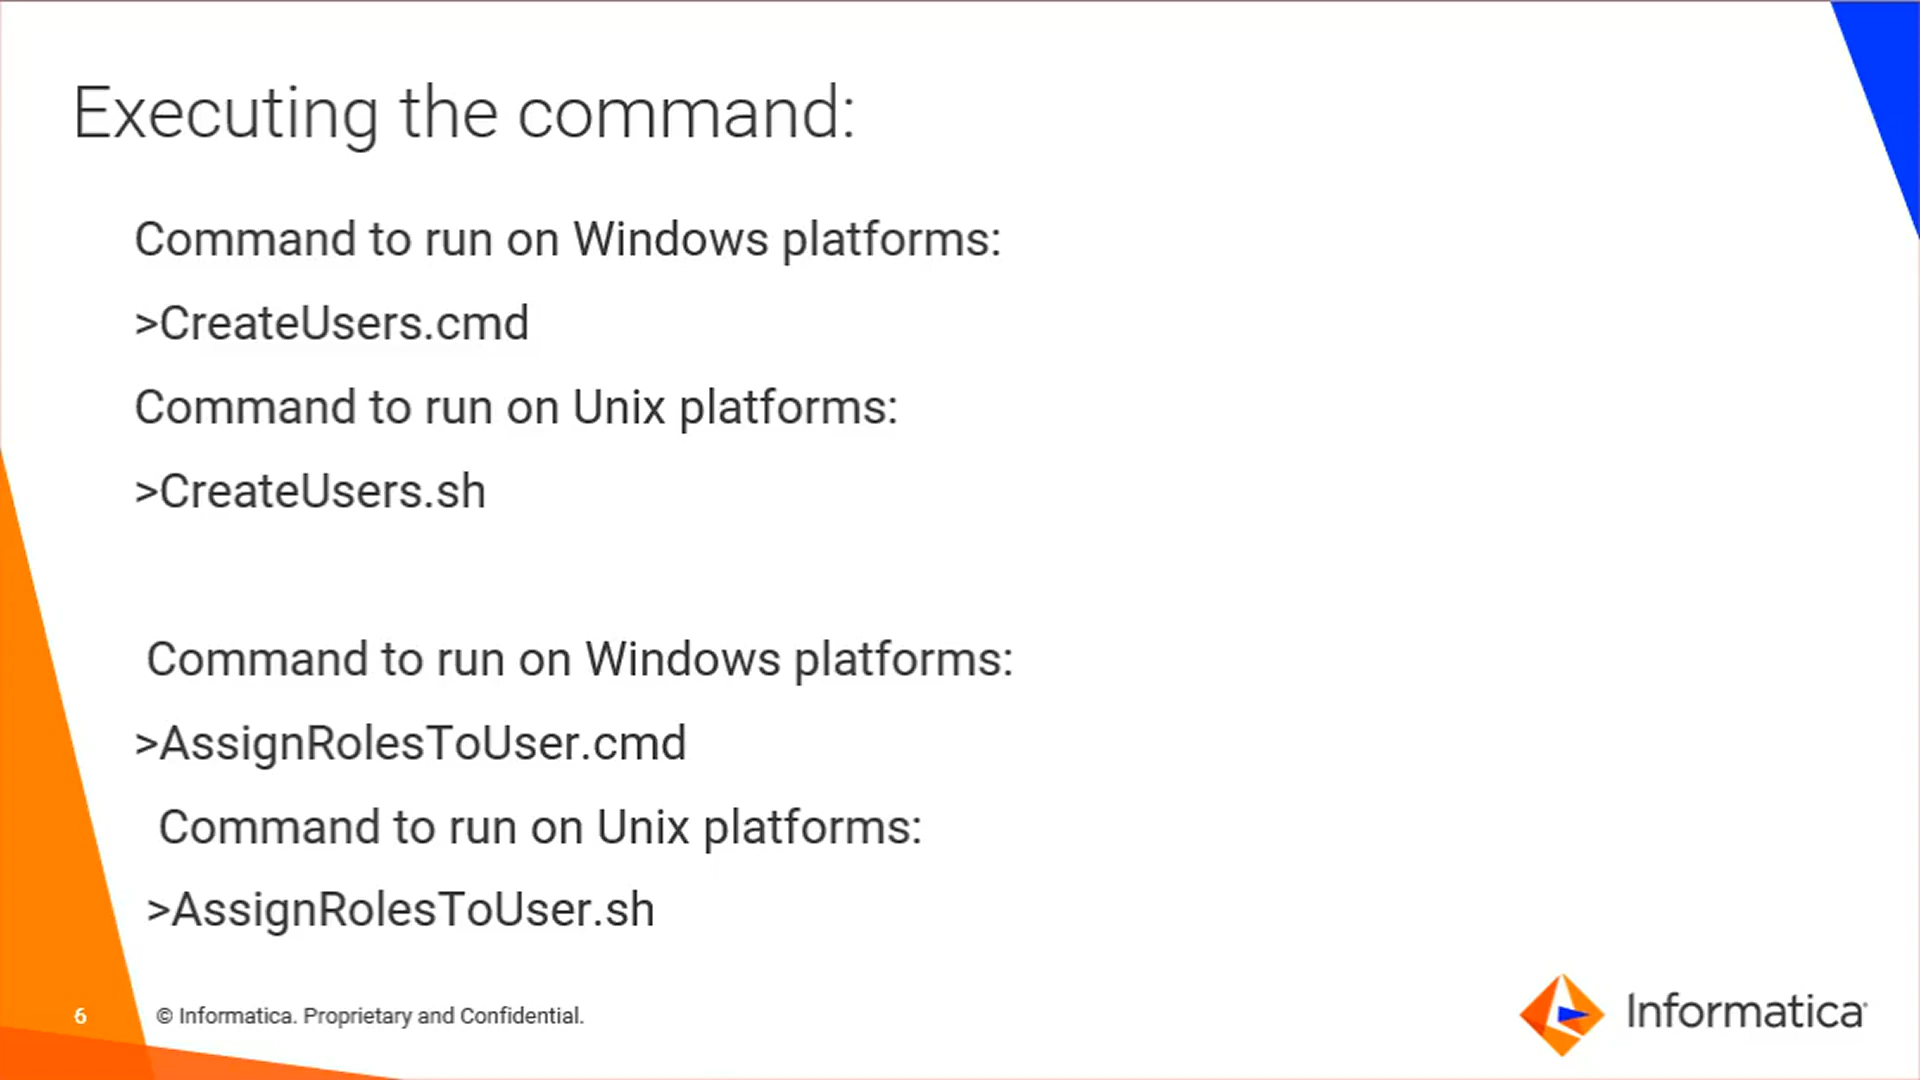 Executing the command:
Command to run on Windows platforms:
>CreateUsers.cmd
Command to run on Unix platforms:
>CreateUsers.sh
Command to run on Windows platforms:
>AssignRolesToUser.cmd
Command to run on Unix platforms:
>AssignRolesToUser.sh
6 © Informatica. Proprietary and Confidential.
Informatica